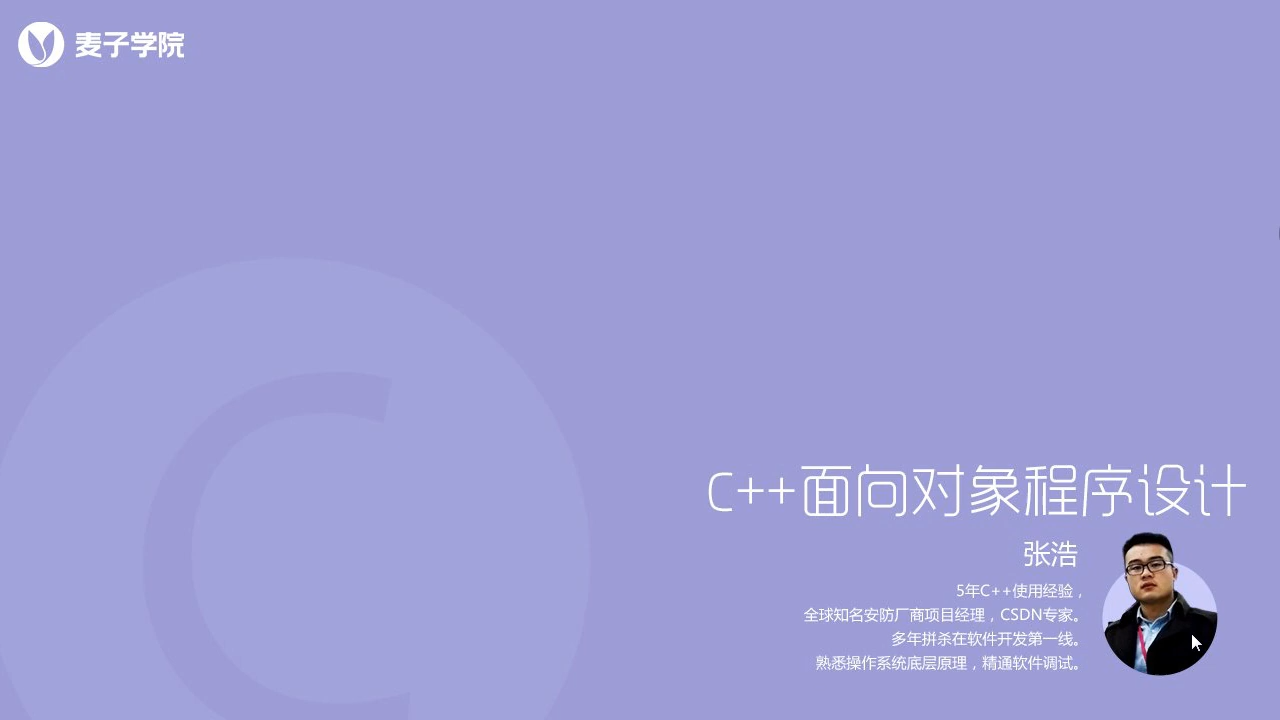 麦子学院
C++面向对象程序设计
张浩
5年C++使用经验，
全球知名安防厂商项目经理，CSDN专家。
多年拼杀在软件开发第一线。
熟悉操作系统底层原理，精通软件调试。